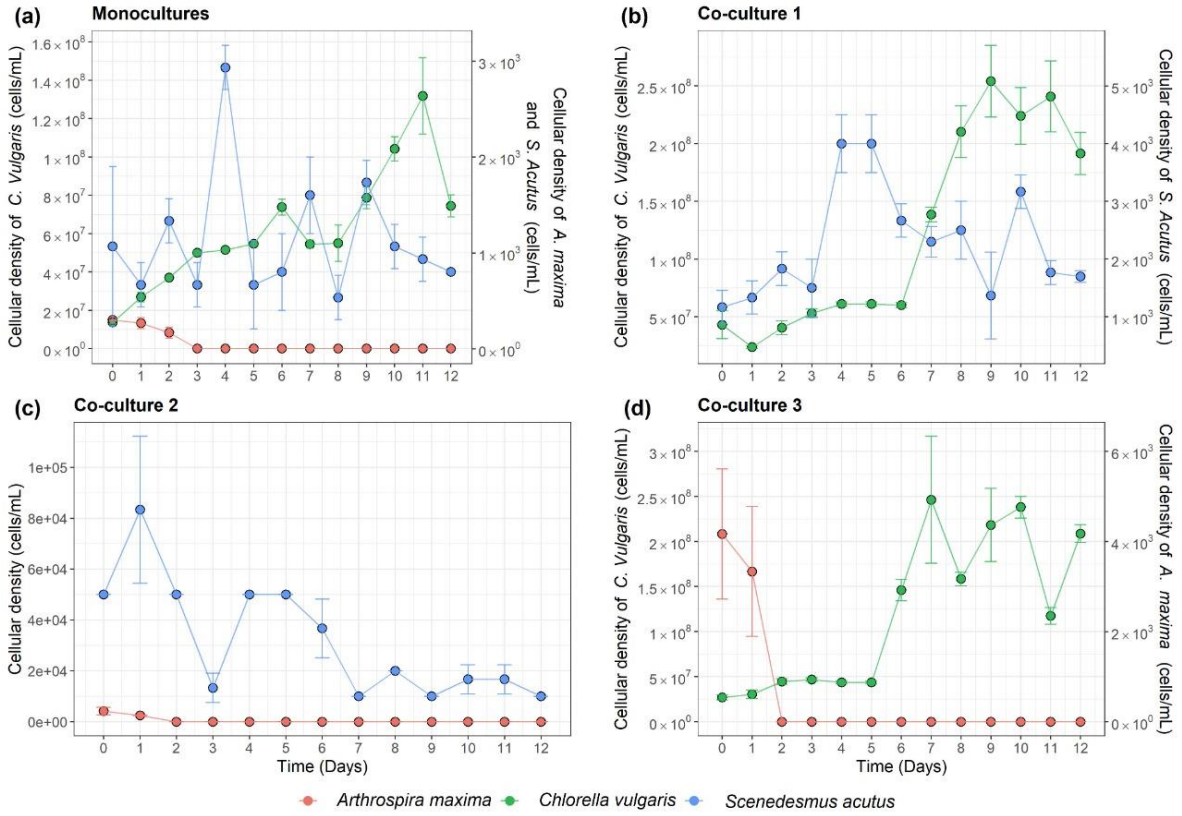 (a) Monocultures
Cellular density of C. Vulgaris (cells/mL)
1.6 × 10⁸
1.4 × 10⁸
1.2 × 10⁸
1 × 10⁸
8 × 10⁷
6 × 10⁷
4 × 10⁷
2 × 10⁷
0 × 10⁰
3 × 10³
2 × 10³
1 × 10³
0 × 10⁰
Cellular density of A. maxima
and S. Acutus (cells/mL)
0 1 2 3 4 5 6 7 8 9 10 11 12
(b) Co-culture 1
Cellular density of C. Vulgaris (cells/mL)
2.5 × 10⁸
2 × 10⁸
1.5 × 10⁸
1 × 10⁸
5 × 10⁷
5 × 10³
4 × 10³
3 × 10³
2 × 10³
1 × 10³
Cellular density of S. Acutus (cells/mL)
0 1 2 3 4 5 6 7 8 9 10 11 12
(c) Co-culture 2
Cellular density (cells/mL)
1e+05
8e+04
6e+04
4e+04
2e+04
0e+00
0 1 2 3 4 5 6 7 8 9 10 11 12
Time (Days)
(d) Co-culture 3
Cellular density of C. Vulgaris (cells/mL)
3 × 10⁸
2.5 × 10⁸
2 × 10⁸
1.5 × 10⁸
1 × 10⁸
5 × 10⁷
0 × 10⁰
6 × 10³
4 × 10³
2 × 10³
0 × 10⁰
Cellular density of A. maxima (cells/mL)
0 1 2 3 4 5 6 7 8 9 10 11 12
Time (Days)
Arthrospira maxima Chlorella vulgaris Scenedesmus acutus